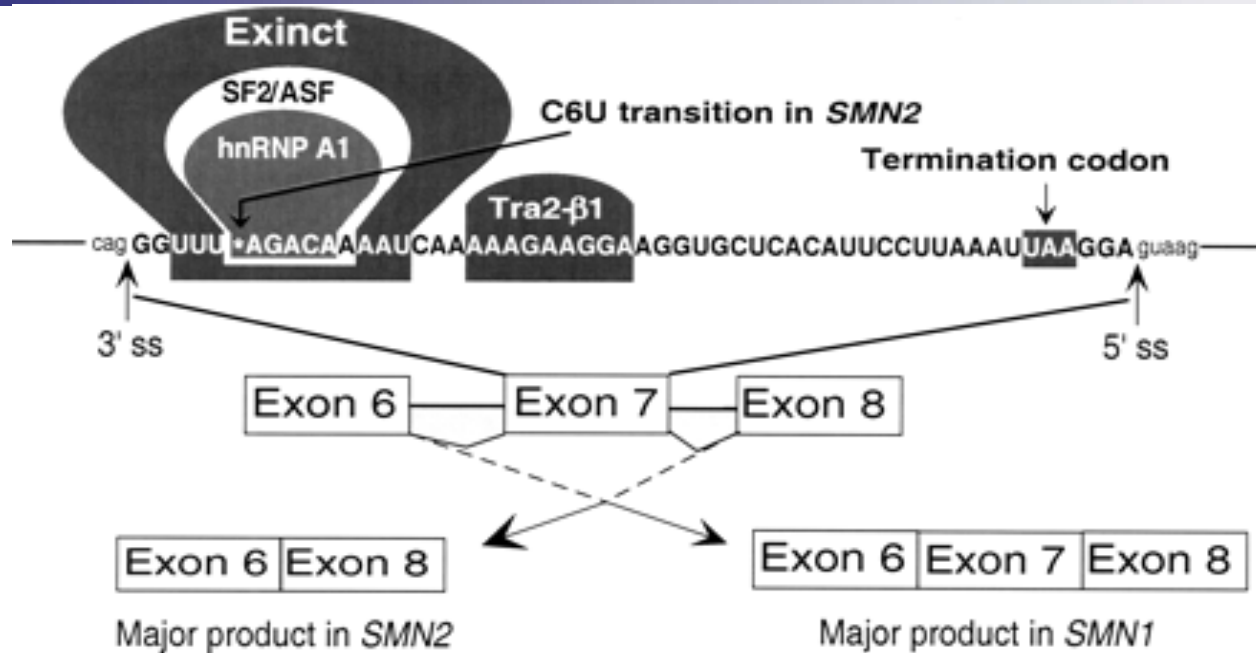 Exinct
SF2/ASF
hnRNP A1
C6U transition in SMN2
Termination codon
Tra2-β1
cag GGUUU*AGACAAAAUCAAAAAGAAGGAAGGUGCUCACAUUCCUUAAAUUAAGGA guaag
3' ss
5' ss
Exon 6 Exon 7 Exon 8
Exon 6 Exon 8
Exon 6 Exon 7 Exon 8
Major product in SMN2
Major product in SMN1